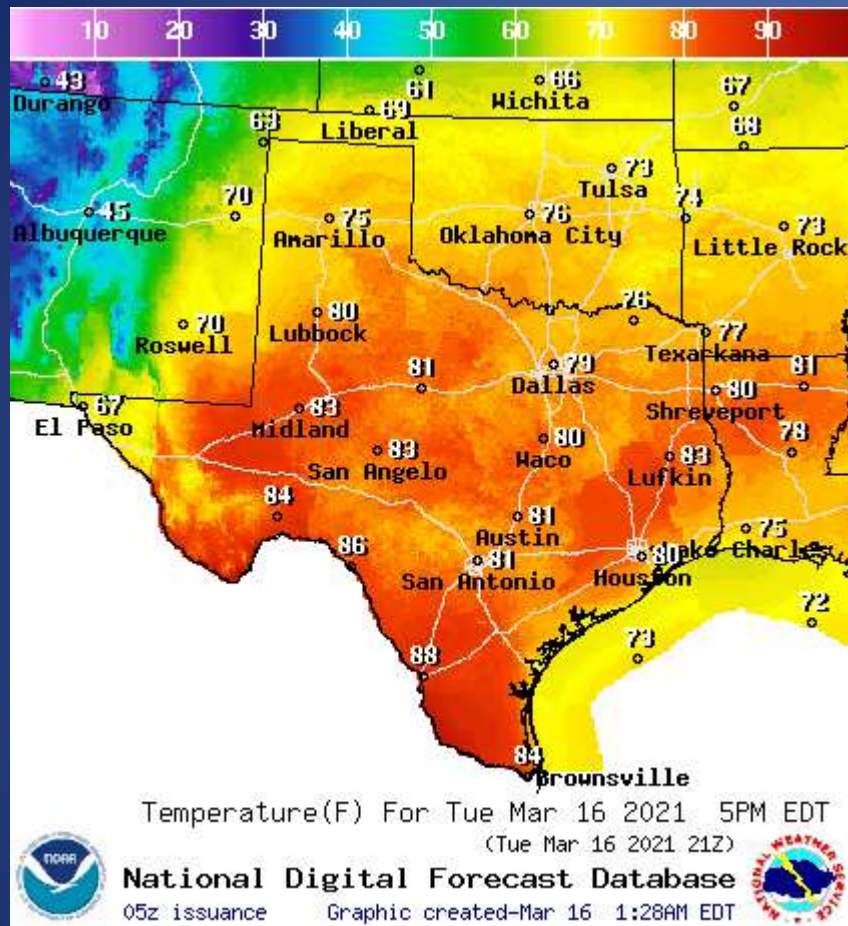 10 20 30 40 50 60 70 80 90
43 Durango
61
66 Wichita
67
69 Liberal
63
68
73 Tulsa
45 Albuquerque
70
75 Amarillo
76 Oklahoma City
74
73 Little Rock
70 Roswell
80 Lubbock
76
77 Texarkana
79 Dallas
81
80 Shreveport
81
67 El Paso
83 Midland
83 San Angelo
80 Waco
83 Lufkin
78
84
81 Austin
75 Lake Charles
86
81 San Antonio
80 Houston
72
73
88
84 Brownsville
Temperature(F) For Tue Mar 16 2021 5PM EDT
(Tue Mar 16 2021 21Z)
National Digital Forecast Database
05z issuance Graphic created-Mar 16 1:28AM EDT
NOAA
NATIONAL WEATHER SERVICE